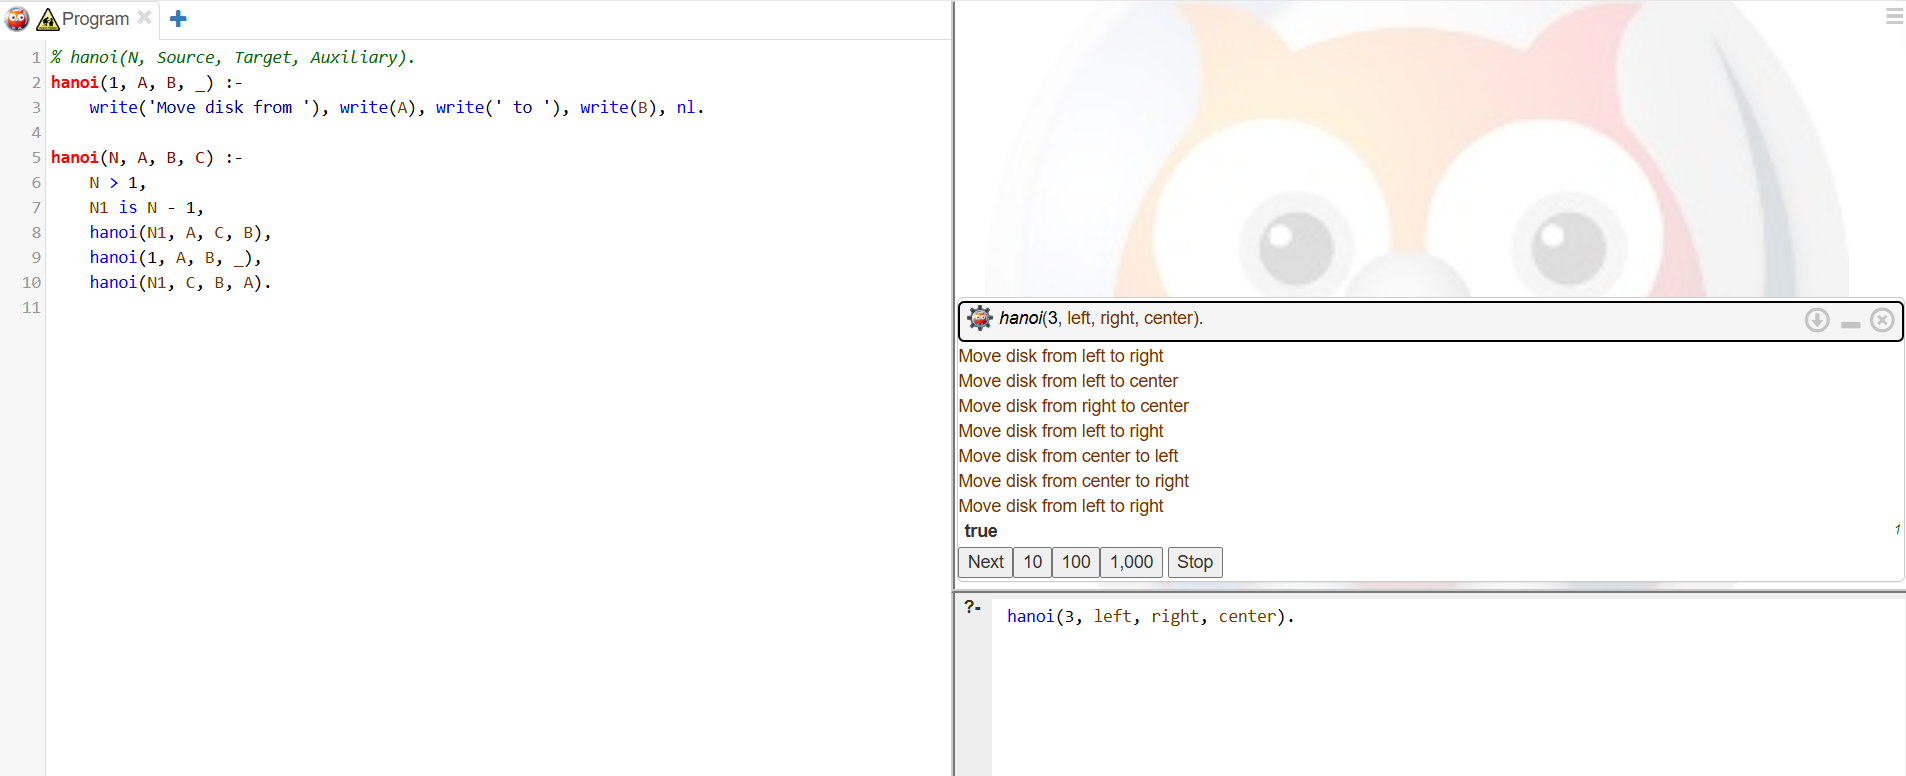 Program
1 % hanoi(N, Source, Target, Auxiliary).
2 hanoi(1, A, B, _) :-
3     write('Move disk from '), write(A), write(' to '), write(B), nl.
4
5 hanoi(N, A, B, C) :-
6     N > 1,
7     N1 is N - 1,
8     hanoi(N1, A, C, B),
9     hanoi(1, A, B, _),
10     hanoi(N1, C, B, A).
11
hanoi(3, left, right, center).
Move disk from left to right
Move disk from left to center
Move disk from right to center
Move disk from left to right
Move disk from center to left
Move disk from center to right
Move disk from left to right
true 1
Next 10 100 1,000 Stop
?- hanoi(3, left, right, center).